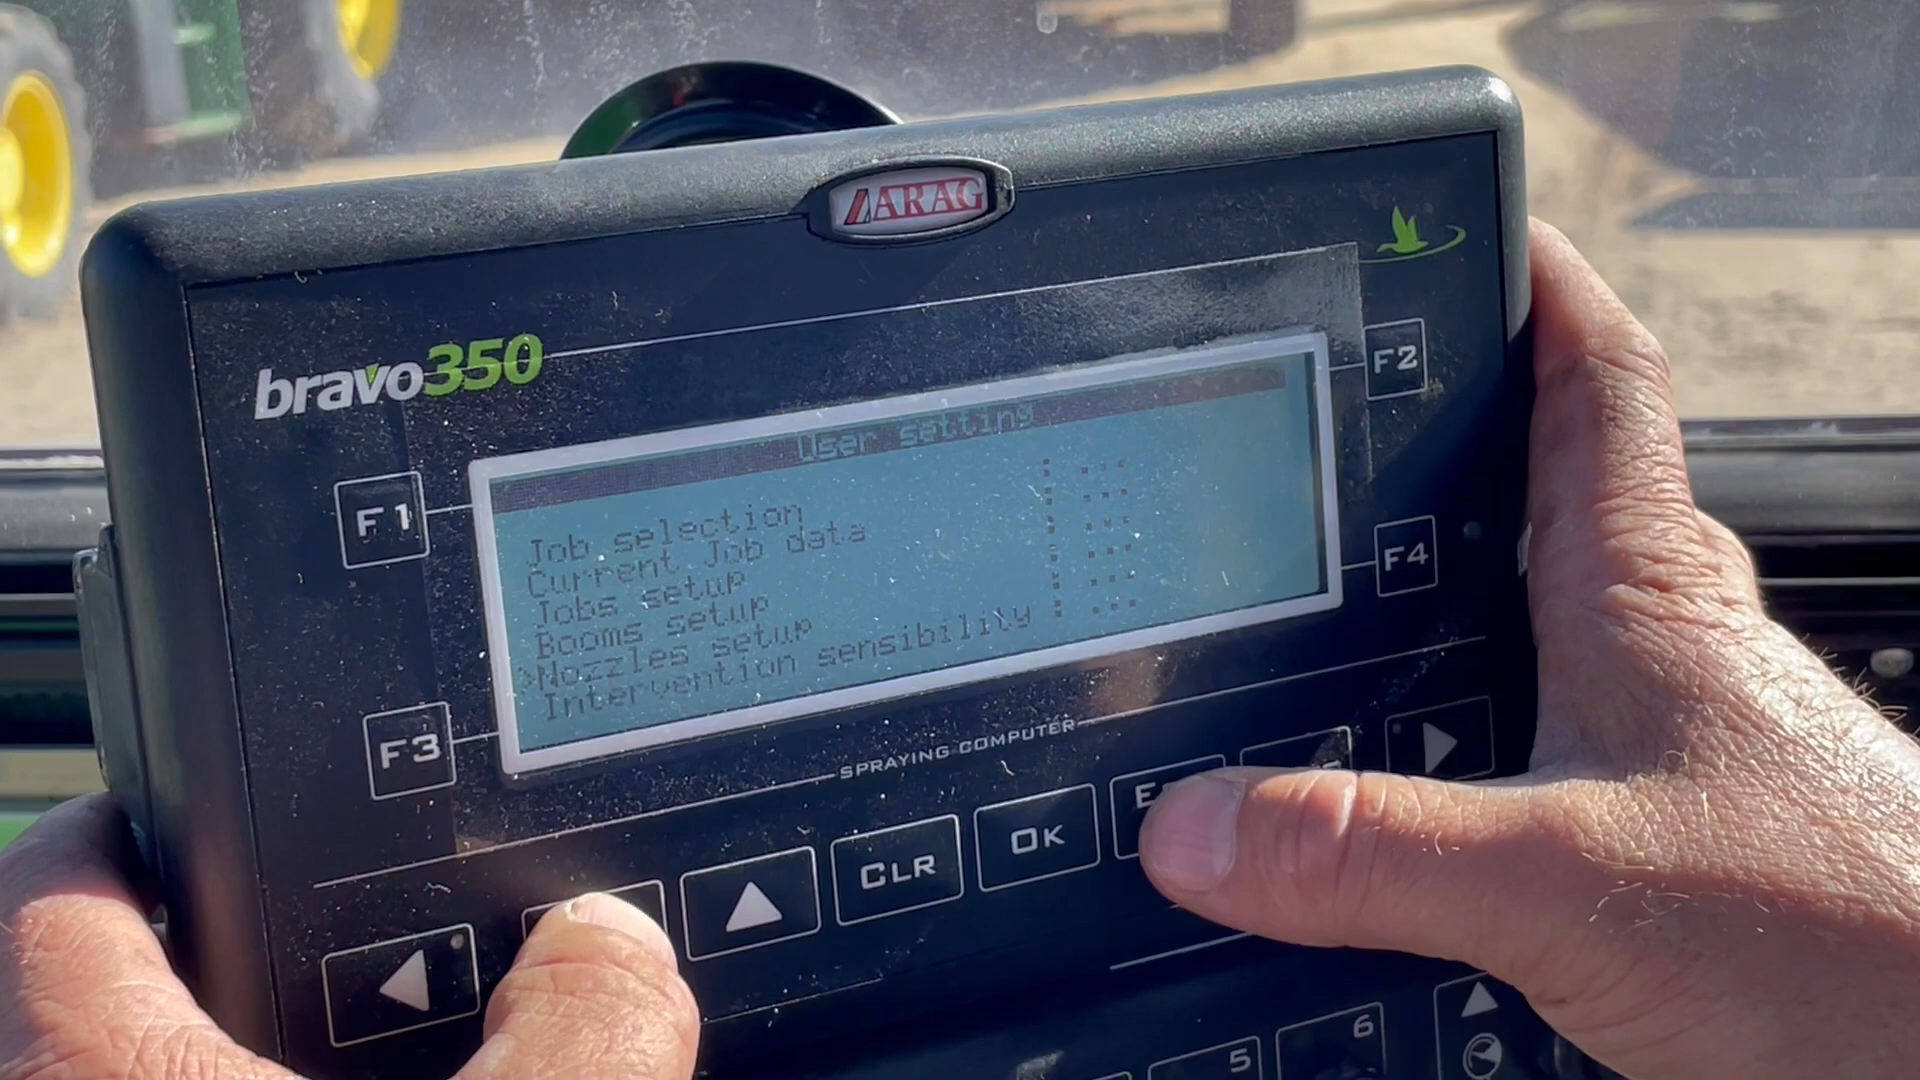 ARAG
bravo350
F1
F2
F3
F4
User setting
Job selection : ...
Current Job data : ...
Jobs setup : ...
Booms setup : ...
>Nozzles setup : ...
Intervention sensibility : ...
SPRAYING COMPUTER
CLR
OK
5
6